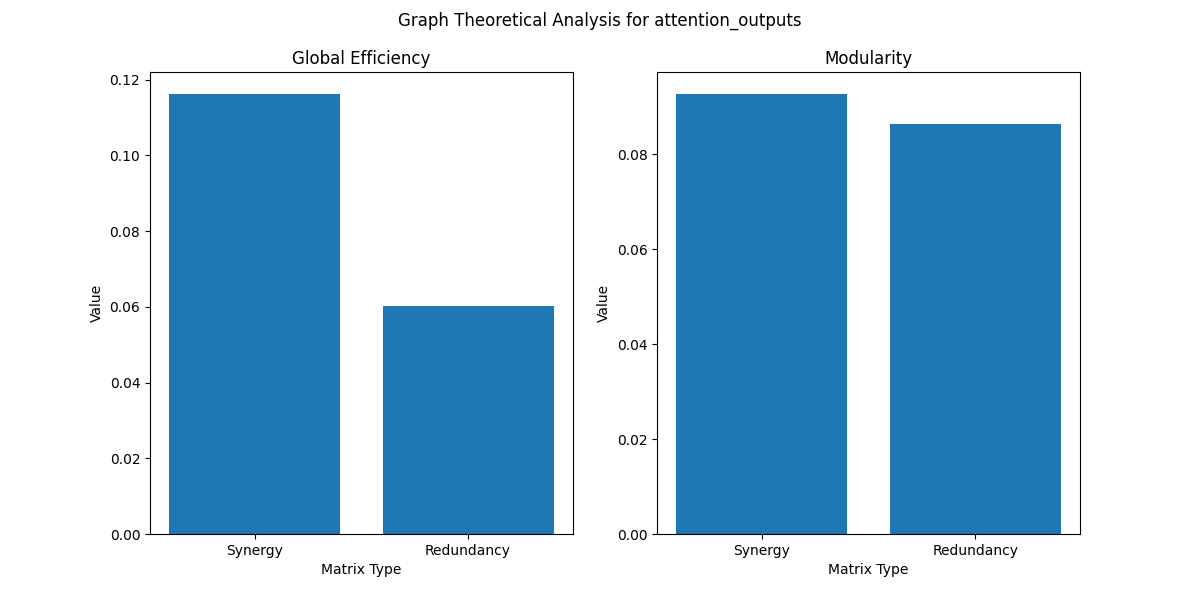 Graph Theoretical Analysis for attention_outputs
Global Efficiency
0.12
0.10
0.08
0.06
0.04
0.02
0.00
Value
Synergy
Redundancy
Matrix Type
Modularity
0.08
0.06
0.04
0.02
0.00
Value
Synergy
Redundancy
Matrix Type